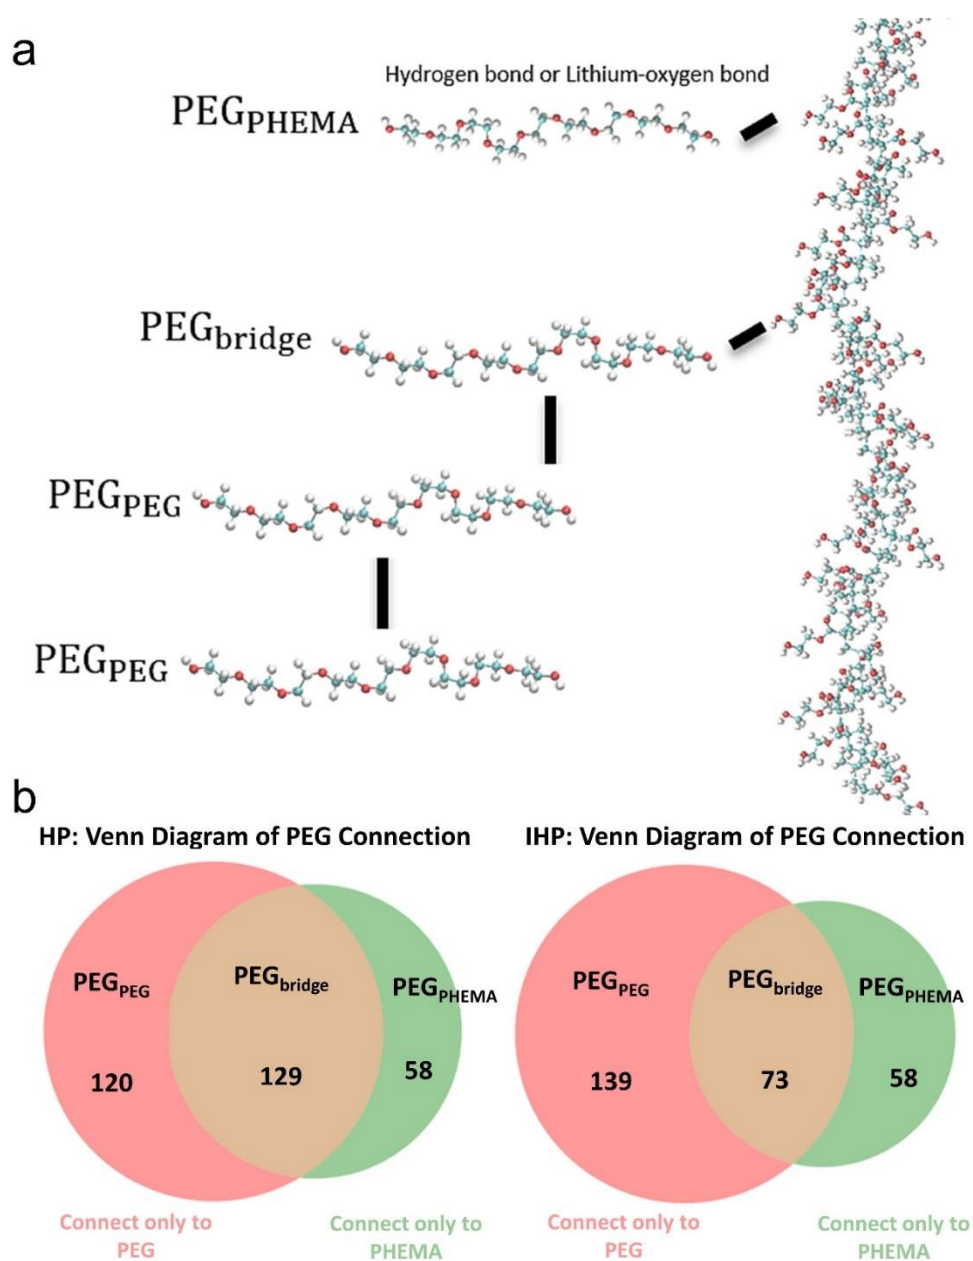 a
Hydrogen bond or Lithium-oxygen bond
PEGPHEMA
PEGbridge
PEGPEG
PEGPEG
b
HP: Venn Diagram of PEG Connection
PEGPEG
PEGbridge
PEGPHEMA
120
129
58
Connect only to
PEG
Connect only to
PHEMA
IHP: Venn Diagram of PEG Connection
PEGPEG
PEGbridge
PEGPHEMA
139
73
58
Connect only to
PEG
Connect only to
PHEMA